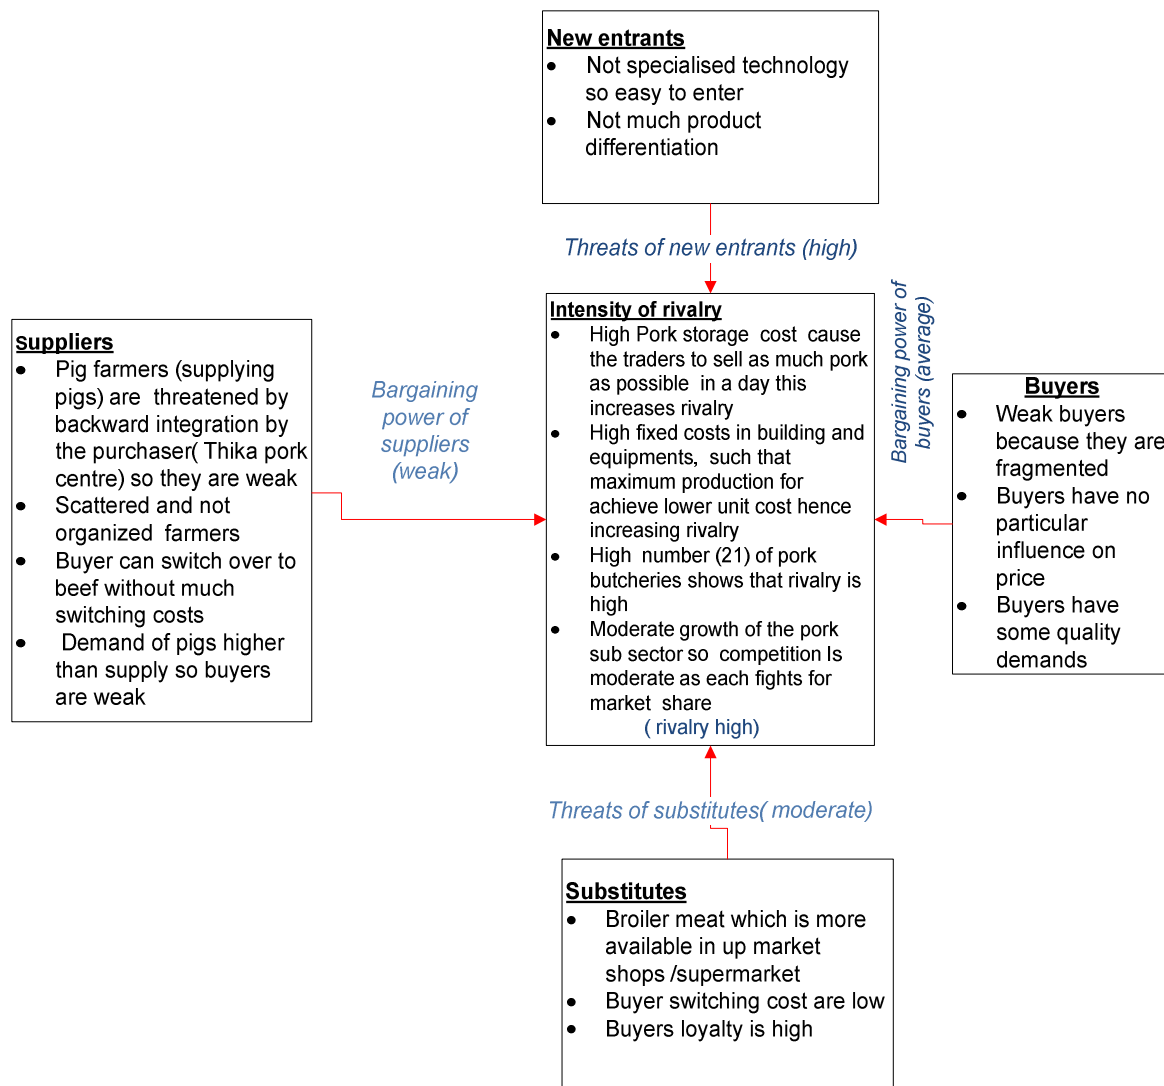 New entrants
• Not specialised technology
so easy to enter
• Not much product
differentiation
Threats of new entrants (high)
Suppliers
• Pig farmers (supplying
pigs) are threatened by
backward integration by
the purchaser( Thika pork
centre) so they are weak
• Scattered and not
organized farmers
• Buyer can switch over to
beef without much
switching costs
• Demand of pigs higher
than supply so buyers
are weak
Bargaining
power of
suppliers
(weak)
Intensity of rivalry
• High Pork storage cost cause
the traders to sell as much pork
as possible in a day this
increases rivalry
• High fixed costs in building and
equipments, such that
maximum production for
achieve lower unit cost hence
increasing rivalry
• High number (21) of pork
butcheries shows that rivalry is
high
• Moderate growth of the pork
sub sector so competition Is
moderate as each fights for
market share
( rivalry high)
Bargaining power of
buyers (average)
Buyers
• Weak buyers
because they are
fragmented
• Buyers have no
particular
influence on
price
• Buyers have
some quality
demands
Threats of substitutes( moderate)
Substitutes
• Broiler meat which is more
available in up market
shops /supermarket
• Buyer switching cost are low
• Buyers loyalty is high